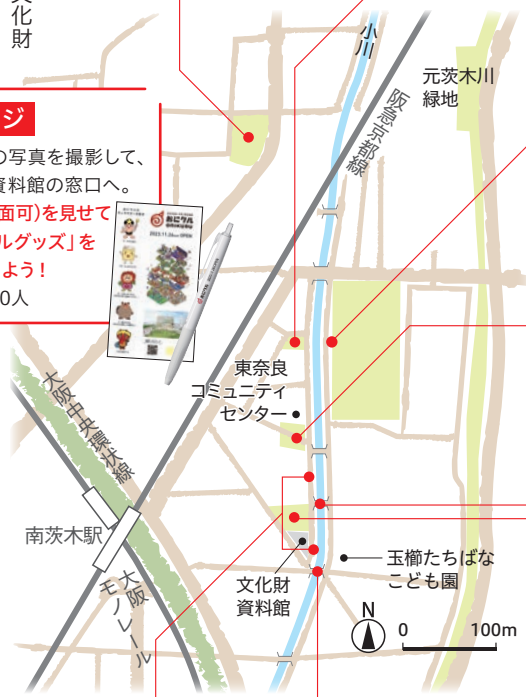 文化財
ジ
の写真を撮影して、
資料館の窓口へ。
面可)を見せて
ルグッズ」を
よう!
0人
おにクル
小川
阪急京都線
元茨木川
緑地
東奈良
コミュニティ
センター
大阪中央環状線
南茨木駅
大阪
モノレール
文化財
資料館
玉櫛たちばな
こども園
N
0
100m